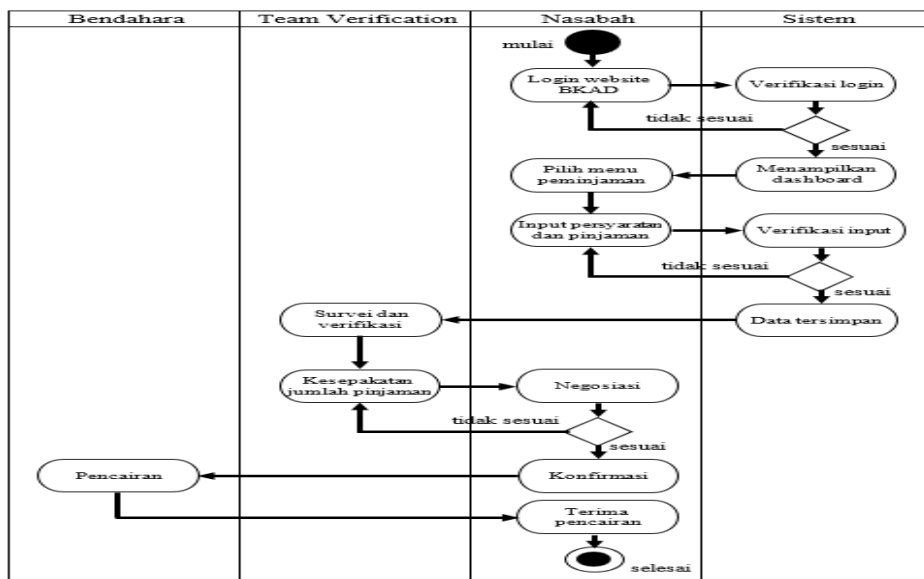 Bendahara
Team Verification
Nasabah
Sistem
mulai
Login website
BKAD
Verifikasi login
tidak sesuai
sesuai
Pilih menu
peminjaman
Menampilkan
dashboard
Input persyaratan
dan pinjaman
Verifikasi input
tidak sesuai
sesuai
Survei dan
verifikasi
Data tersimpan
Kesepakatan
jumlah pinjaman
Negosiasi
tidak sesuai
sesuai
Pencairan
Konfirmasi
Terima
pencairan
selesai